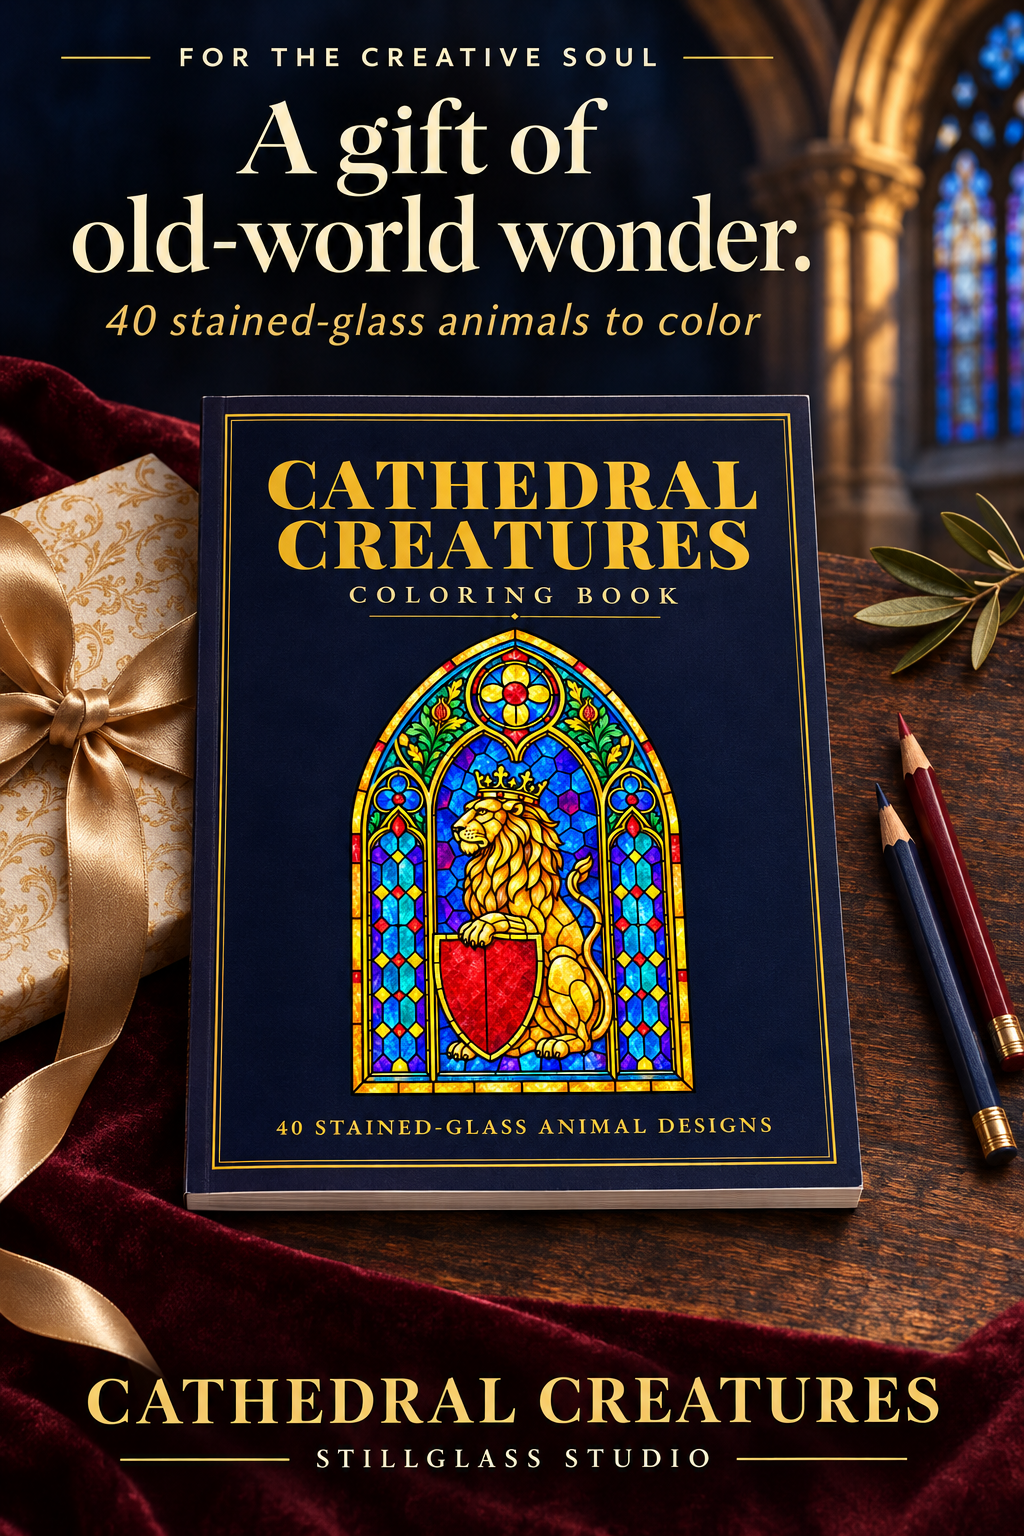 FOR THE CREATIVE SOUL
A gift of
old-world wonder.
40 stained-glass animals to color
CATHEDRAL
CREATURES
COLORING BOOK
40 STAINED-GLASS ANIMAL DESIGNS
CATHEDRAL CREATURES
STILLGLASS STUDIO